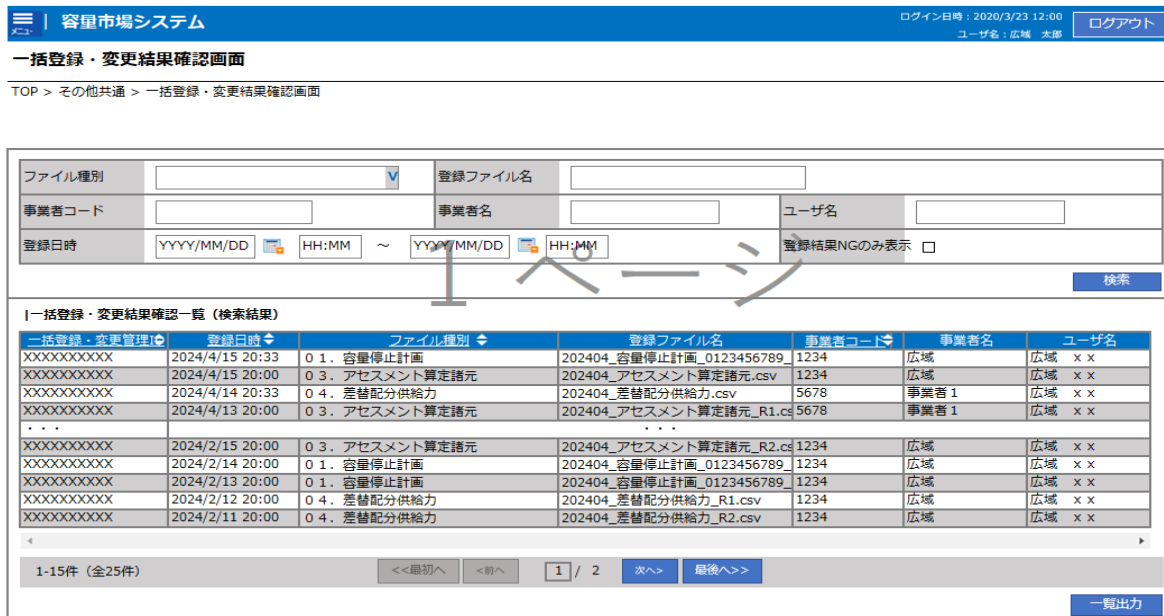 容量市場システム
メニュー
ログイン日時：2020/3/23 12:00
ユーザ名：広域 太郎
ログアウト
一括登録・変更結果確認画面
TOP > その他共通 > 一括登録・変更結果確認画面
ファイル種別 V 登録ファイル名
事業者コード 事業者名 ユーザ名
登録日時 YYYY/MM/DD HH:MM ～ YYYY/MM/DD HH:MM 登録結果NGのみ表示
1 ページ
検索
|一括登録・変更結果確認一覧（検索結果）
一括登録・変更管理ID 登録日時 ファイル種別 登録ファイル名 事業者コード 事業者名 ユーザ名
XXXXXXXXXX 2024/4/15 20:33 ０１．容量停止計画 202404_容量停止計画_0123456789_ 1234 広域 広域 ｘｘ
XXXXXXXXXX 2024/4/15 20:00 ０３．アセスメント算定諸元 202404_アセスメント算定諸元.csv 1234 広域 広域 ｘｘ
XXXXXXXXXX 2024/4/14 20:33 ０４．差替配分供給力 202404_差替配分供給力.csv 5678 事業者１ 広域 ｘｘ
XXXXXXXXXX 2024/4/13 20:00 ０３．アセスメント算定諸元 202404_アセスメント算定諸元_R1.cs 5678 事業者１ 広域 ｘｘ
・・・ ・・・
XXXXXXXXXX 2024/2/15 20:00 ０３．アセスメント算定諸元 202404_アセスメント算定諸元_R2.cs 1234 広域 広域 ｘｘ
XXXXXXXXXX 2024/2/14 20:00 ０１．容量停止計画 202404_容量停止計画_0123456789_ 1234 広域 広域 ｘｘ
XXXXXXXXXX 2024/2/13 20:00 ０１．容量停止計画 202404_容量停止計画_0123456789_ 1234 広域 広域 ｘｘ
XXXXXXXXXX 2024/2/12 20:00 ０４．差替配分供給力 202404_差替配分供給力_R1.csv 1234 広域 広域 ｘｘ
XXXXXXXXXX 2024/2/11 20:00 ０４．差替配分供給力 202404_差替配分供給力_R2.csv 1234 広域 広域 ｘｘ
1-15件（全25件） <<最初へ <前へ 1 / 2 次へ> 最後へ>>
一覧出力